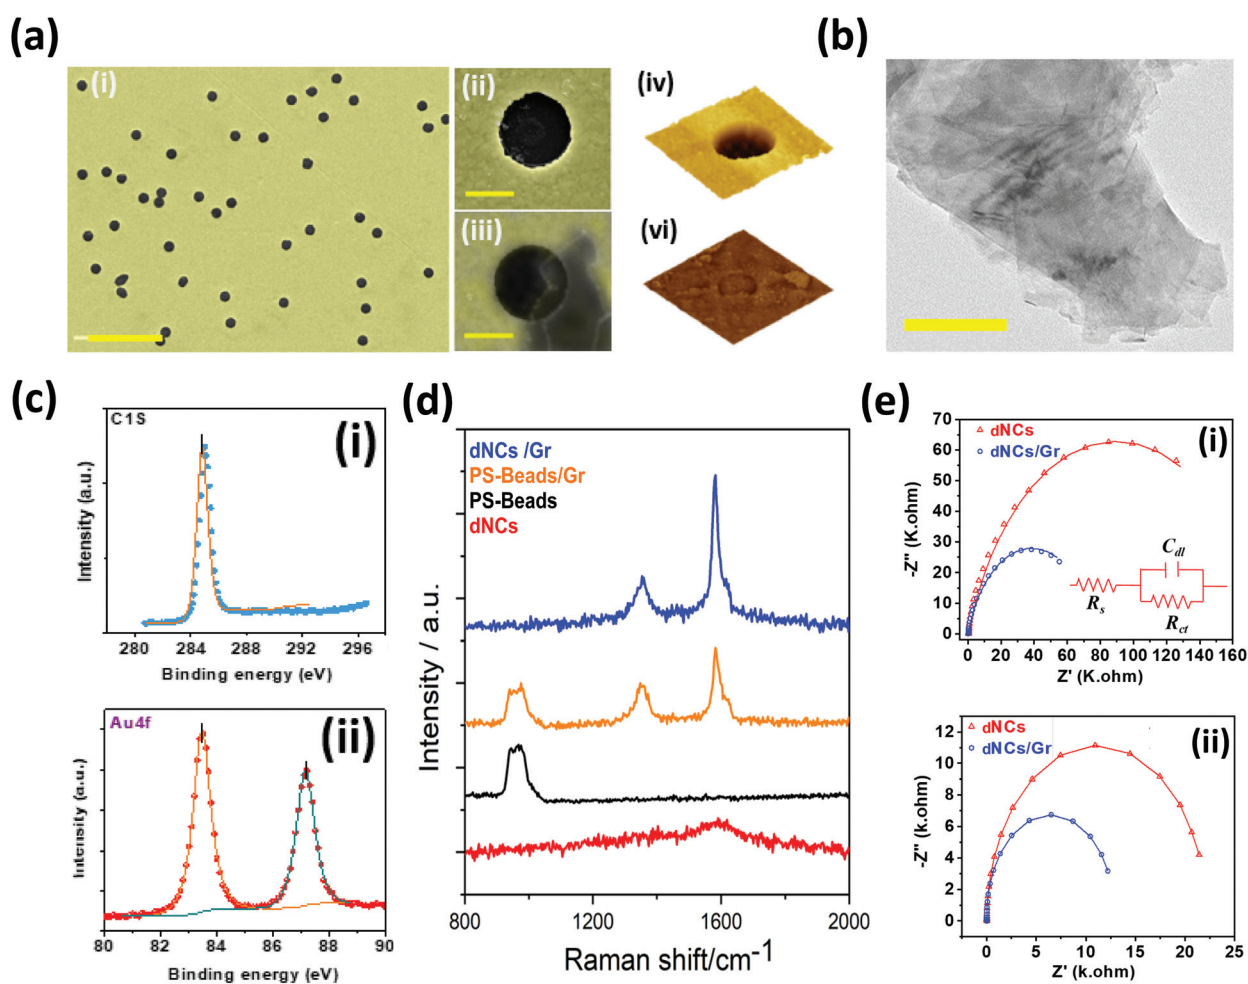 (a)
(i)
(ii)
(iii)
(iv)
(vi)
(b)
(c)
C1S
(i)
Intensity (a.u.)
280 284 288 292 296
Binding energy (eV)
Au4f
(ii)
Intensity (a.u.)
80 82 84 86 88 90
Binding energy (eV)
(d)
dNCs /Gr
PS-Beads/Gr
PS-Beads
dNCs
Intensity / a.u.
800 1200 1600 2000
Raman shift/cm-1
(e)
(i)
dNCs
dNCs/Gr
70
60
50
40
30
20
10
0
-Z" (K.ohm)
Cdl
Rs
Rct
0 20 40 60 80 100 120 140 160
Z' (K.ohm)
(ii)
dNCs
dNCs/Gr
12
10
8
6
4
2
0
-Z" (k.ohm)
0 5 10 15 20 25
Z' (k.ohm)